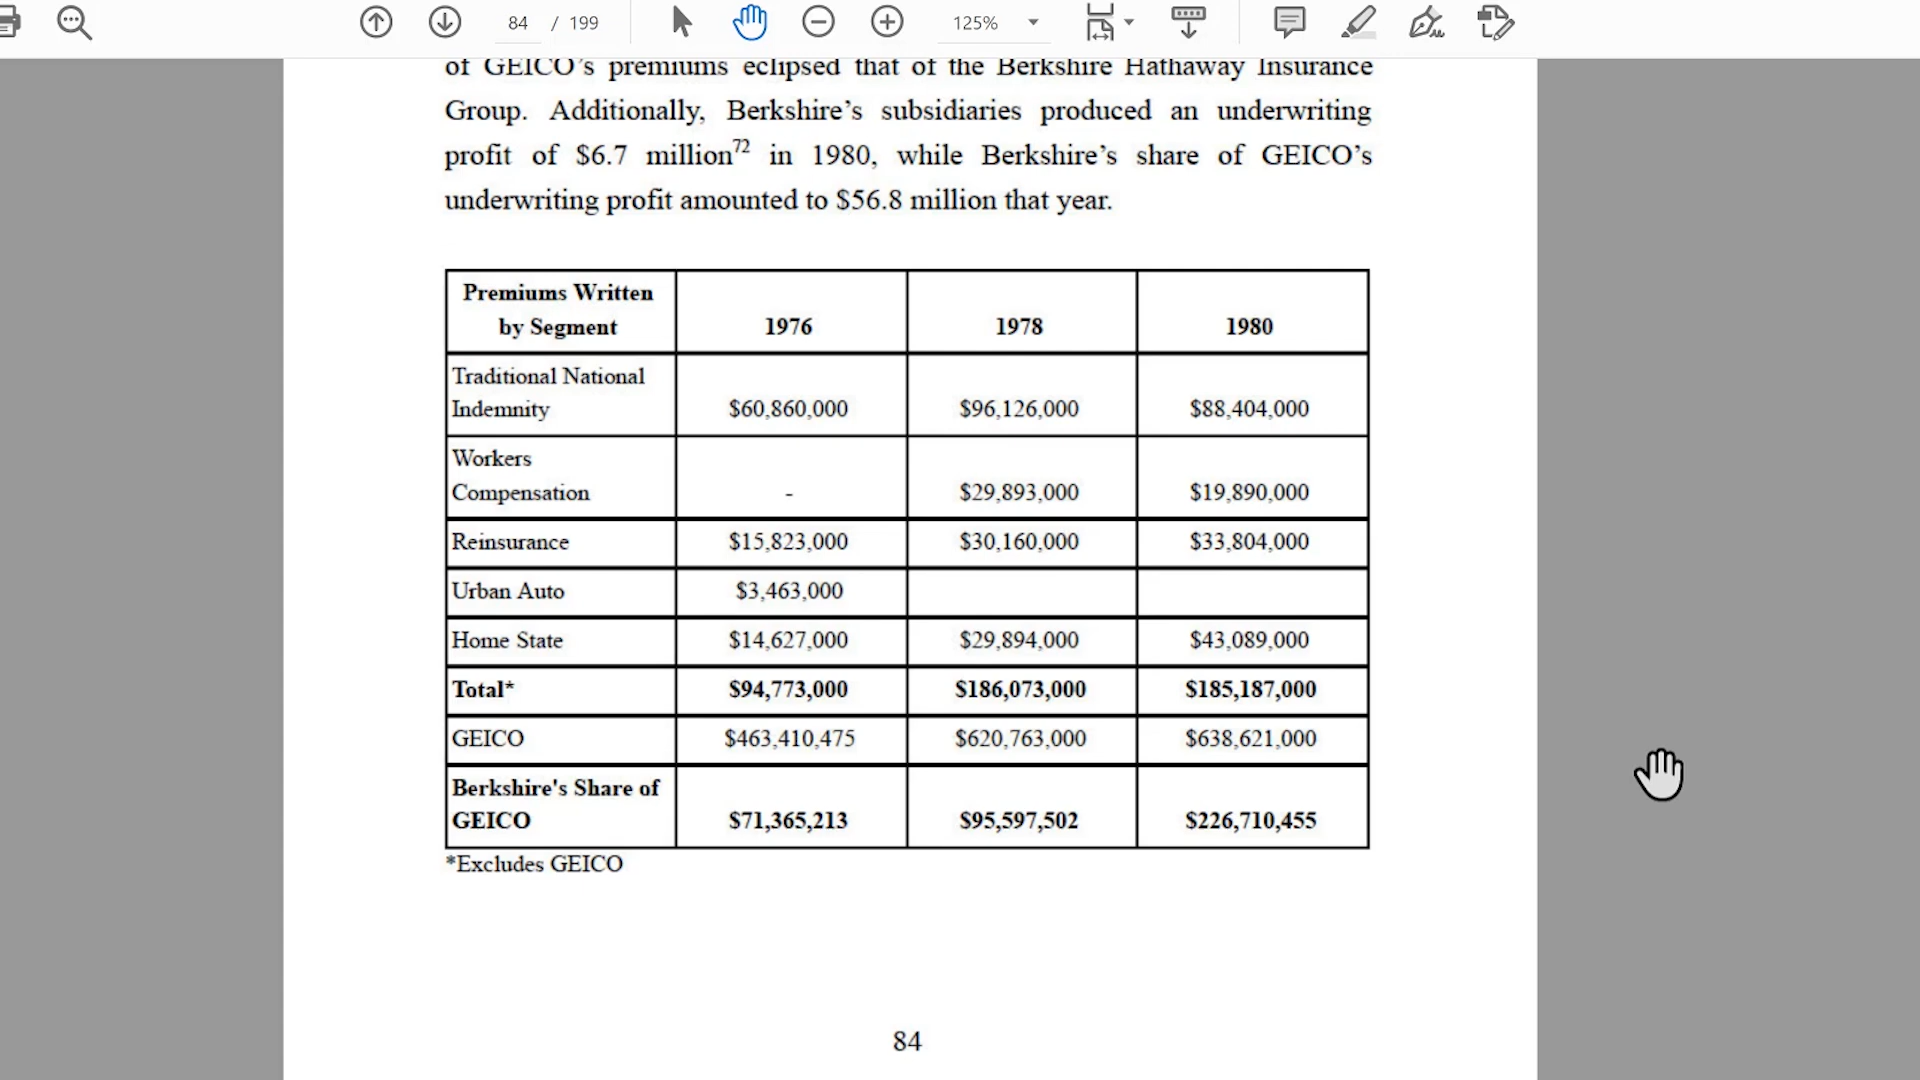 84 / 199
125%
of GEICO’s premiums eclipsed that of the Berkshire Hathaway Insurance
Group. Additionally, Berkshire’s subsidiaries produced an underwriting
profit of $6.7 million72 in 1980, while Berkshire’s share of GEICO’s
underwriting profit amounted to $56.8 million that year.
Premiums Written
by Segment 1976 1978 1980
Traditional National
Indemnity $60,860,000 $96,126,000 $88,404,000
Workers
Compensation - $29,893,000 $19,890,000
Reinsurance $15,823,000 $30,160,000 $33,804,000
Urban Auto $3,463,000
Home State $14,627,000 $29,894,000 $43,089,000
Total* $94,773,000 $186,073,000 $185,187,000
GEICO $463,410,475 $620,763,000 $638,621,000
Berkshire's Share of
GEICO $71,365,213 $95,597,502 $226,710,455
*Excludes GEICO
84